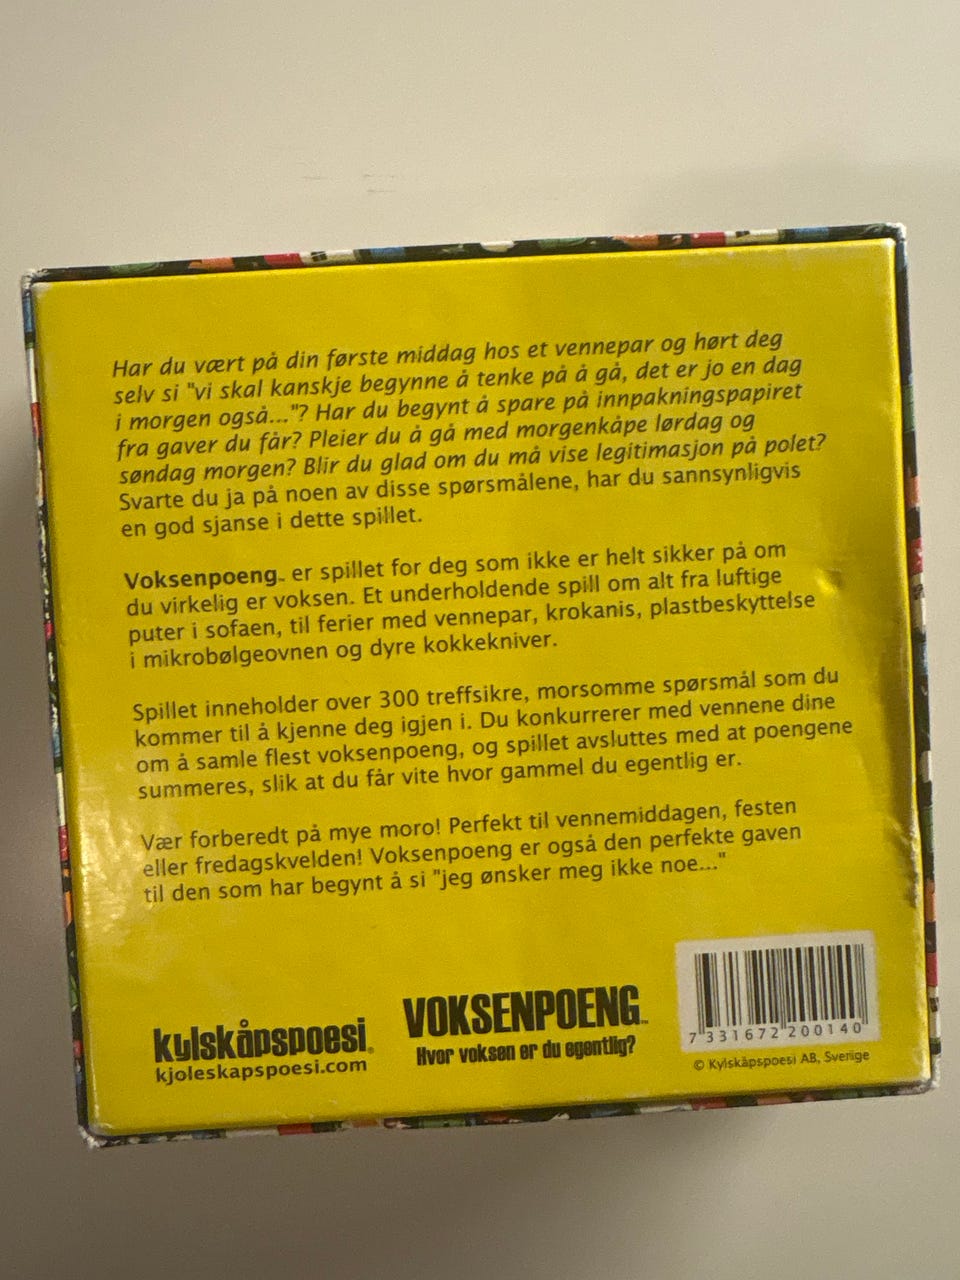 Har du vært på din første middag hos et vennepar og hørt deg
selv si "vi skal kanskje begynne å tenke på å gå, det er jo en dag
i morgen også..."? Har du begynt å spare på innpakningspapiret
fra gaver du får? Pleier du å gå med morgenkåpe lørdag og
søndag morgen? Blir du glad om du må vise legitimasjon på polet?
Svarte du ja på noen av disse spørsmålene, har du sannsynligvis
en god sjanse i dette spillet.
Voksenpoeng™ er spillet for deg som ikke er helt sikker på om
du virkelig er voksen. Et underholdende spill om alt fra luftige
puter i sofaen, til ferier med vennepar, krokanis, plastbeskyttelse
i mikrobølgeovnen og dyre kokkekniver.
Spillet inneholder over 300 treffsikre, morsomme spørsmål som du
kommer til å kjenne deg igjen i. Du konkurrerer med vennene dine
om å samle flest voksenpoeng, og spillet avsluttes med at poengene
summeres, slik at du får vite hvor gammel du egentlig er.
Vær forberedt på mye moro! Perfekt til vennemiddagen, festen
eller fredagskvelden! Voksenpoeng er også den perfekte gaven
til den som har begynt å si "jeg ønsker meg ikke noe..."
kylskåpspoesi®
kjoleskapspoesi.com
VOKSENPOENG™
Hvor voksen er du egentlig?
7 331672 200140
© Kylskåpspoesi AB, Sverige